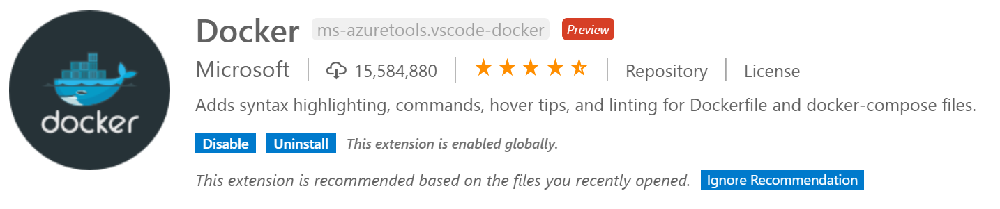 docker
Docker ms-azuretools.vscode-docker Preview
Microsoft 15,584,880 Repository License
Adds syntax highlighting, commands, hover tips, and linting for Dockerfile and docker-compose files.
Disable Uninstall This extension is enabled globally.
This extension is recommended based on the files you recently opened. Ignore Recommendation